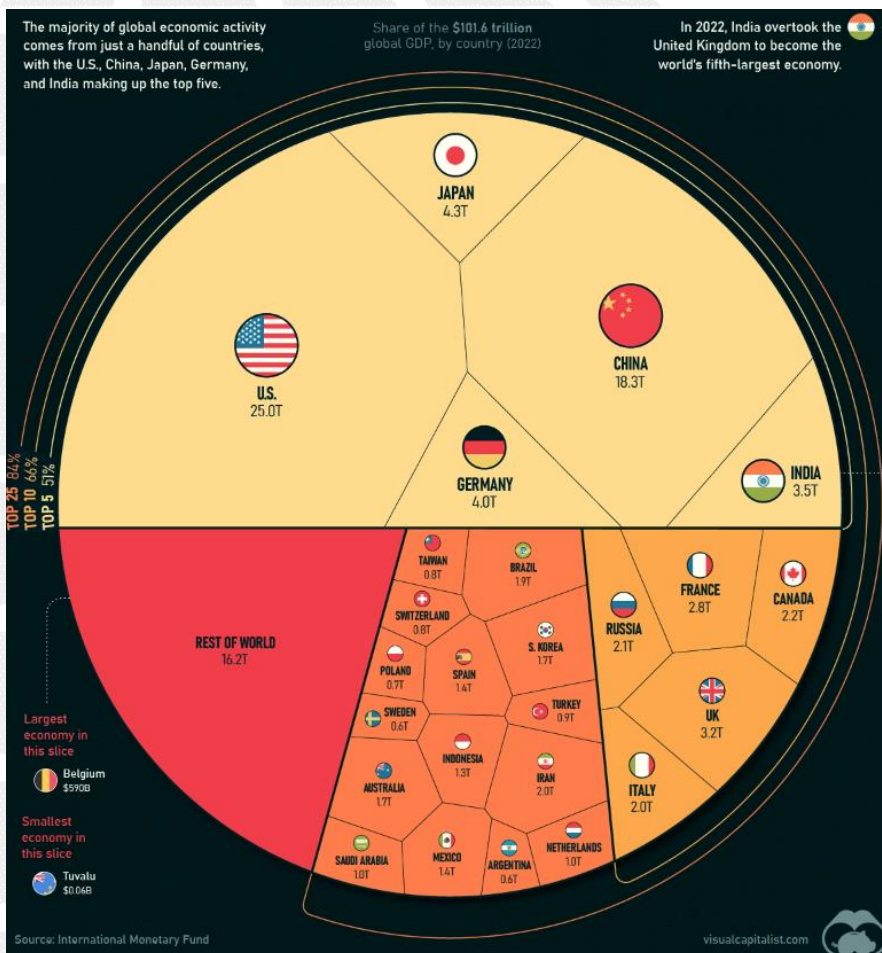 The majority of global economic activity
comes from just a handful of countries,
with the U.S., China, Japan, Germany,
and India making up the top five.
Share of the $101.6 trillion
global GDP, by country (2022)
In 2022, India overtook the
United Kingdom to become the
world's fifth-largest economy.
JAPAN
4.3T
U.S.
25.0T
CHINA
18.3T
GERMANY
4.0T
INDIA
3.5T
TOP 25 84%
TOP 10 66%
TOP 5 51%
REST OF WORLD
16.2T
TAIWAN
0.8T
BRAZIL
1.9T
SWITZERLAND
0.8T
S. KOREA
1.7T
POLAND
0.7T
SPAIN
1.4T
SWEDEN
0.6T
TURKEY
0.9T
INDONESIA
1.3T
AUSTRALIA
1.7T
IRAN
2.0T
SAUDI ARABIA
1.0T
MEXICO
1.4T
ARGENTINA
0.6T
NETHERLANDS
1.0T
RUSSIA
2.1T
FRANCE
2.8T
CANADA
2.2T
UK
3.2T
ITALY
2.0T
Largest
economy in
this slice
Belgium
$590B
Smallest
economy in
this slice
Tuvalu
$0.06B
Source: International Monetary Fund
visualcapitalist.com